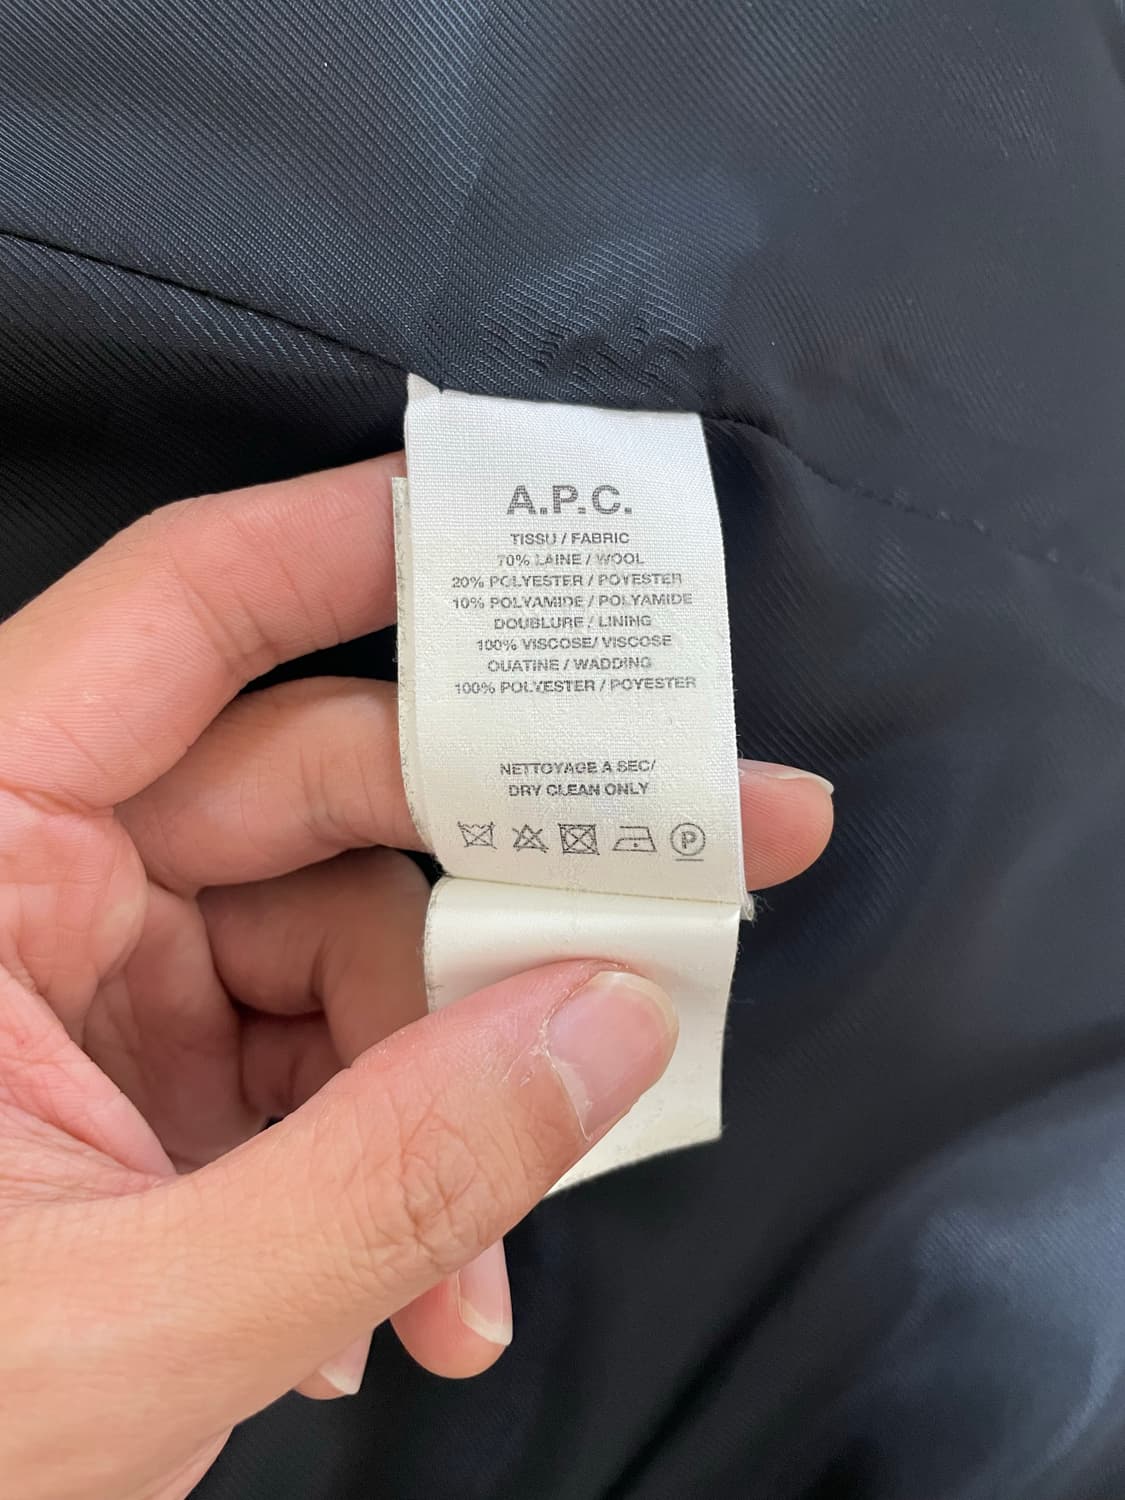 A.P.C.
TISSU / FABRIC
70% LAINE / WOOL
20% POLYESTER / POYESTER
10% POLYAMIDE / POLYAMIDE
DOUBLURE / LINING
100% VISCOSE/ VISCOSE
OUATINE / WADDING
100% POLYESTER / POYESTER
NETTOYAGE A SEC/
DRY CLEAN ONLY
P